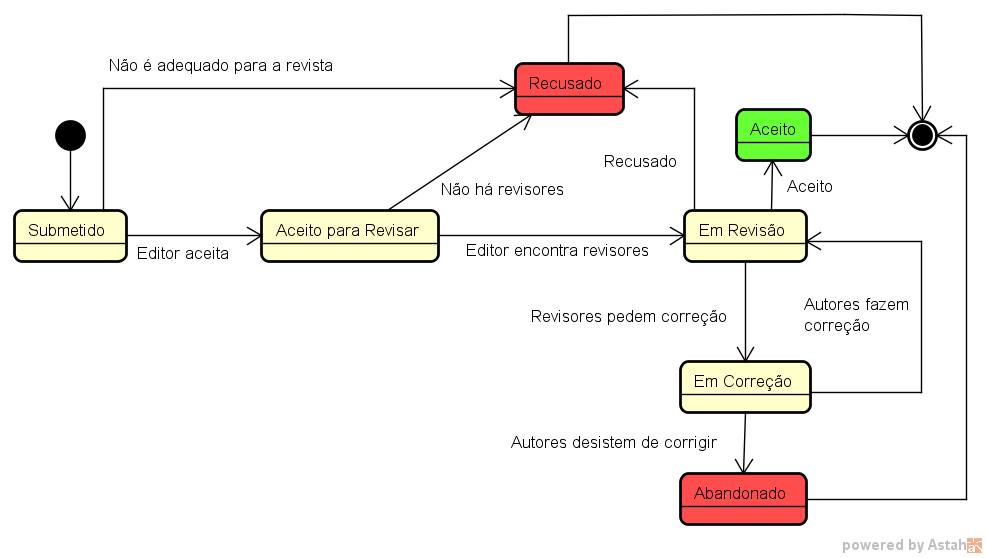 Não é adequado para a revista
Recusado
Aceito
Recusado
Não há revisores
Aceito
Submetido
Aceito para Revisar
Em Revisão
Editor aceita
Editor encontra revisores
Revisores pedem correção
Autores fazem
correção
Em Correção
Autores desistem de corrigir
Abandonado
powered by Astah